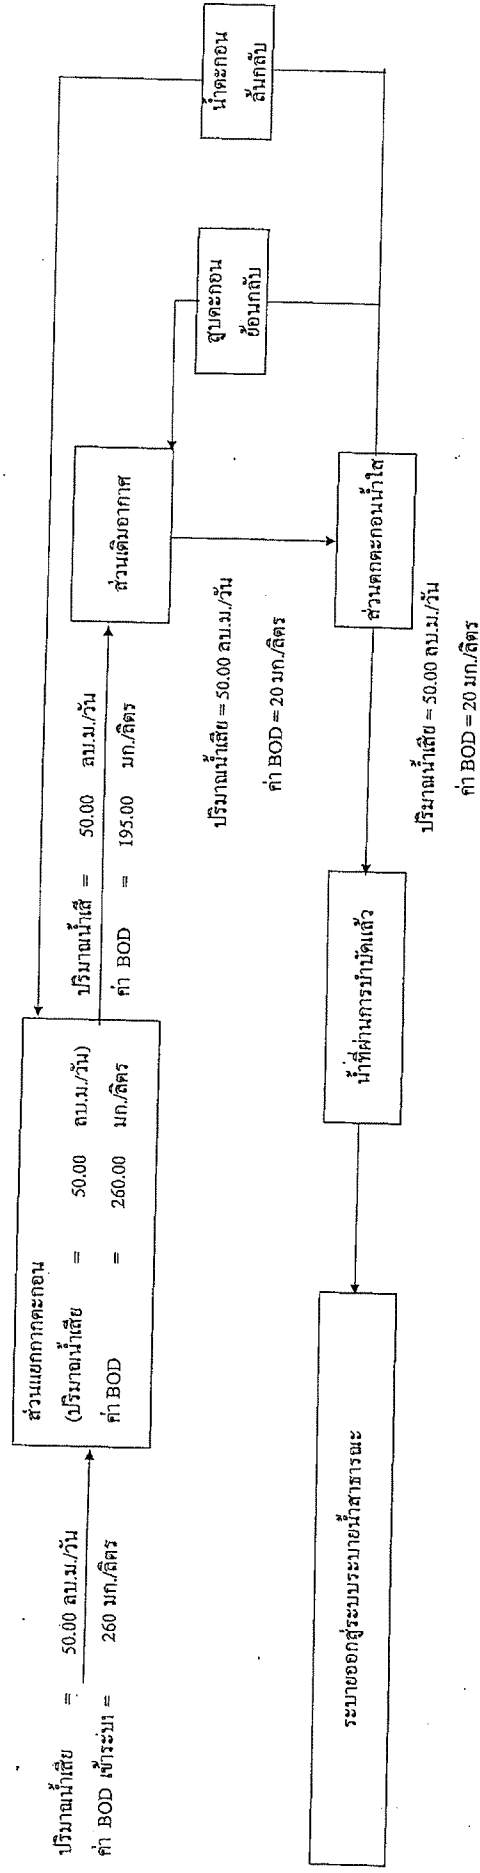 ปริมาณน้ำเสีย = 50.00 ลบ.ม./วัน
ค่า BOD เข้าระบบ = 260 มก./ลิตร
ส่วนแยกกากตะกอน
(ปริมาณน้ำเสีย = 50.00 ลบ.ม./วัน)
ค่า BOD = 260.00 มก./ลิตร
ปริมาณน้ำเสี = 50.00 ลบ.ม./วัน
ค่า BOD = 195.00 มก./ลิตร
ส่วนเติมอากาศ
สูบตะกอน
ย้อนกลับ
น้ำตะกอน
ล้นกลับ
ปริมาณน้ำเสีย = 50.00 ลบ.ม./วัน
ค่า BOD = 20 มก./ลิตร
ส่วนตกตะกอนน้ำใส
ปริมาณน้ำเสีย = 50.00 ลบ.ม./วัน
ค่า BOD = 20 มก./ลิตร
น้ำที่ผ่านการบำบัดแล้ว
ระบายออกสู่ระบบระบายน้ำสาธารณะ